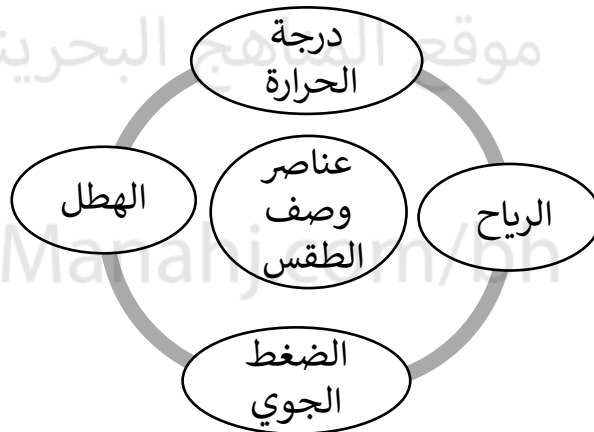 موقع المناهج البحرينية
درجة
الحرارة
عناصر
وصف
الطقس
الرياح
الهطل
الضغط
الجوي
Manahj.com/bh